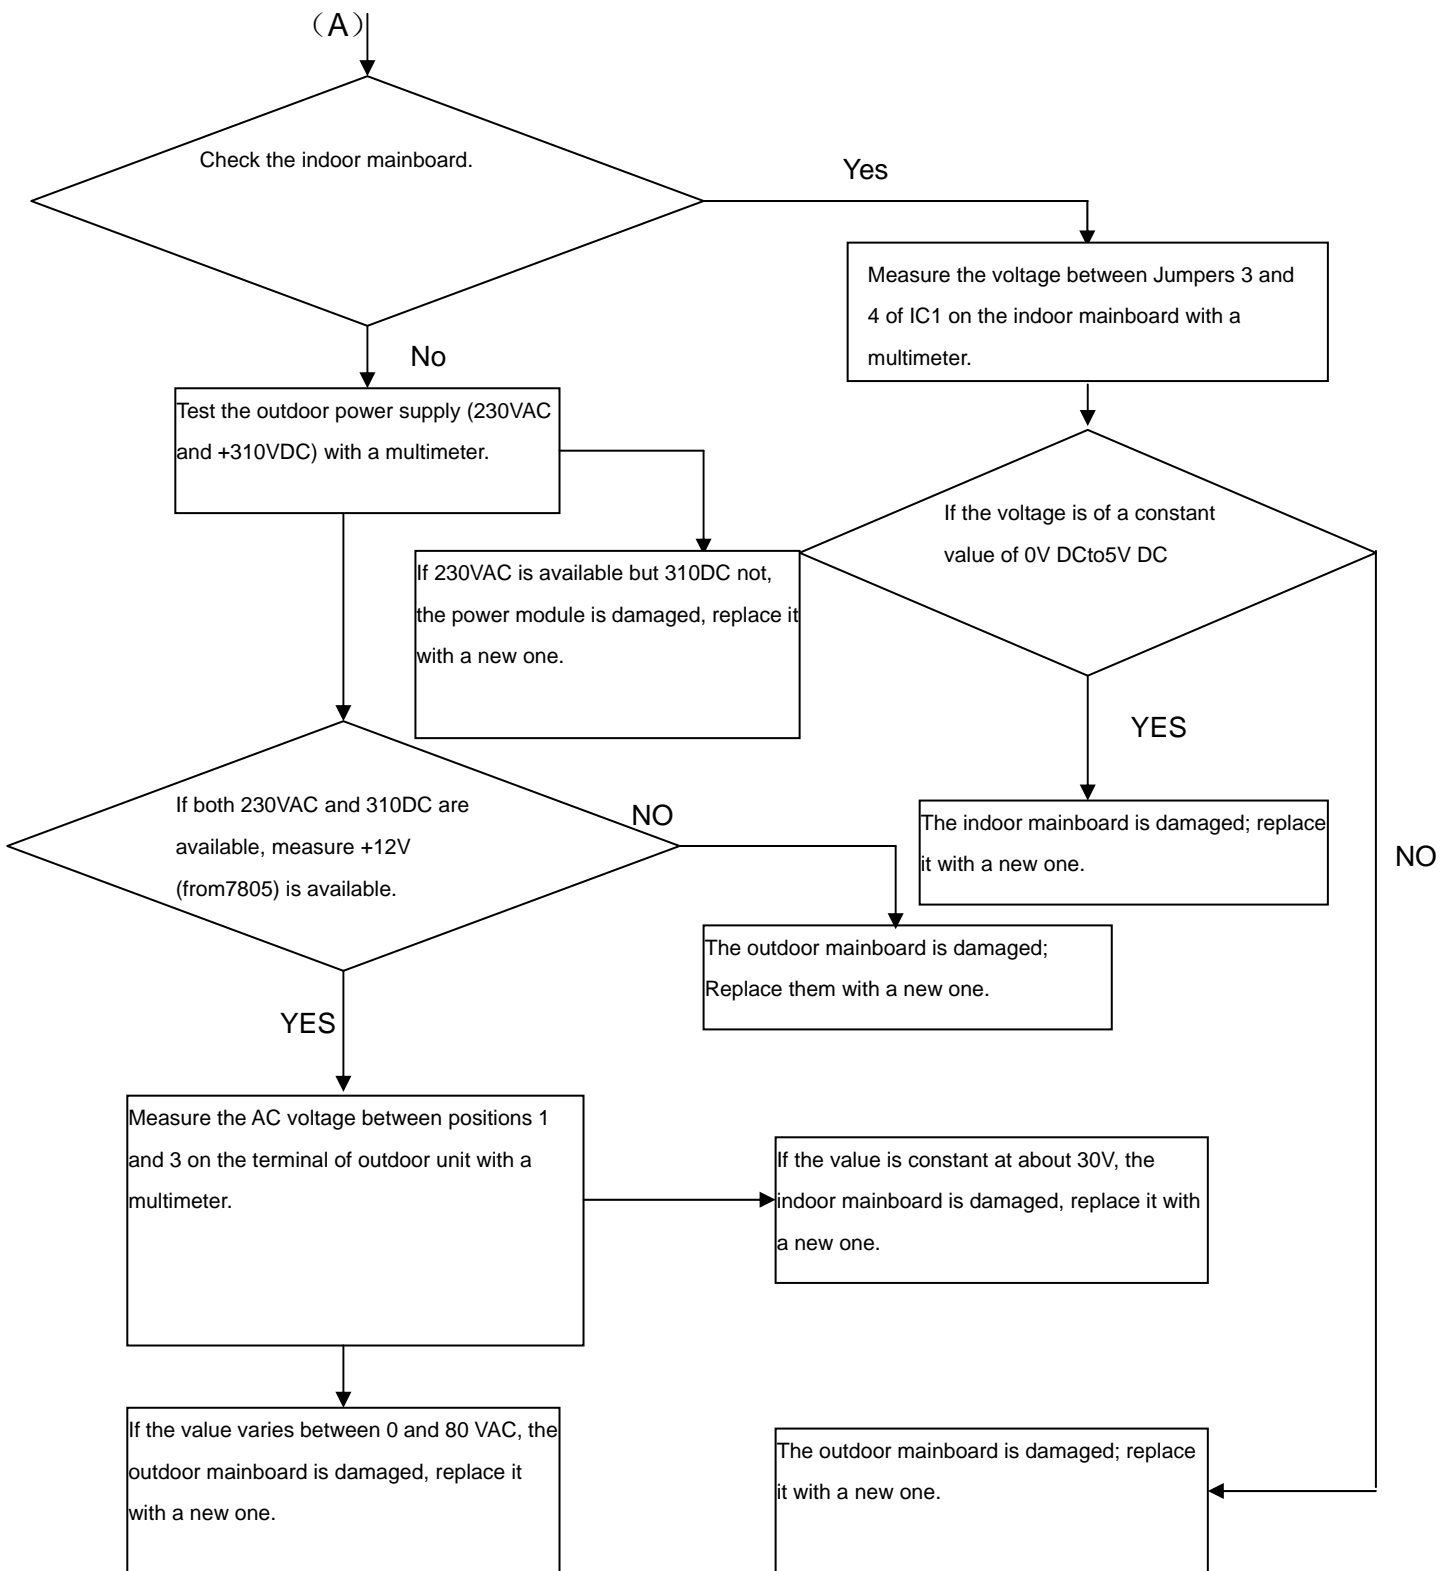 （A）
Check the indoor mainboard.
Yes
Measure the voltage between Jumpers 3 and
4 of IC1 on the indoor mainboard with a
multimeter.
No
Test the outdoor power supply (230VAC
and +310VDC) with a multimeter.
If the voltage is of a constant
value of 0V DCto5V DC
If 230VAC is available but 310DC not,
the power module is damaged, replace it
with a new one.
YES
If both 230VAC and 310DC are
available, measure +12V
(from7805) is available.
NO
The indoor mainboard is damaged; replace
it with a new one.
NO
The outdoor mainboard is damaged;
Replace them with a new one.
YES
Measure the AC voltage between positions 1
and 3 on the terminal of outdoor unit with a
multimeter.
If the value is constant at about 30V, the
indoor mainboard is damaged, replace it with
a new one.
If the value varies between 0 and 80 VAC, the
outdoor mainboard is damaged, replace it
with a new one.
The outdoor mainboard is damaged; replace
it with a new one.